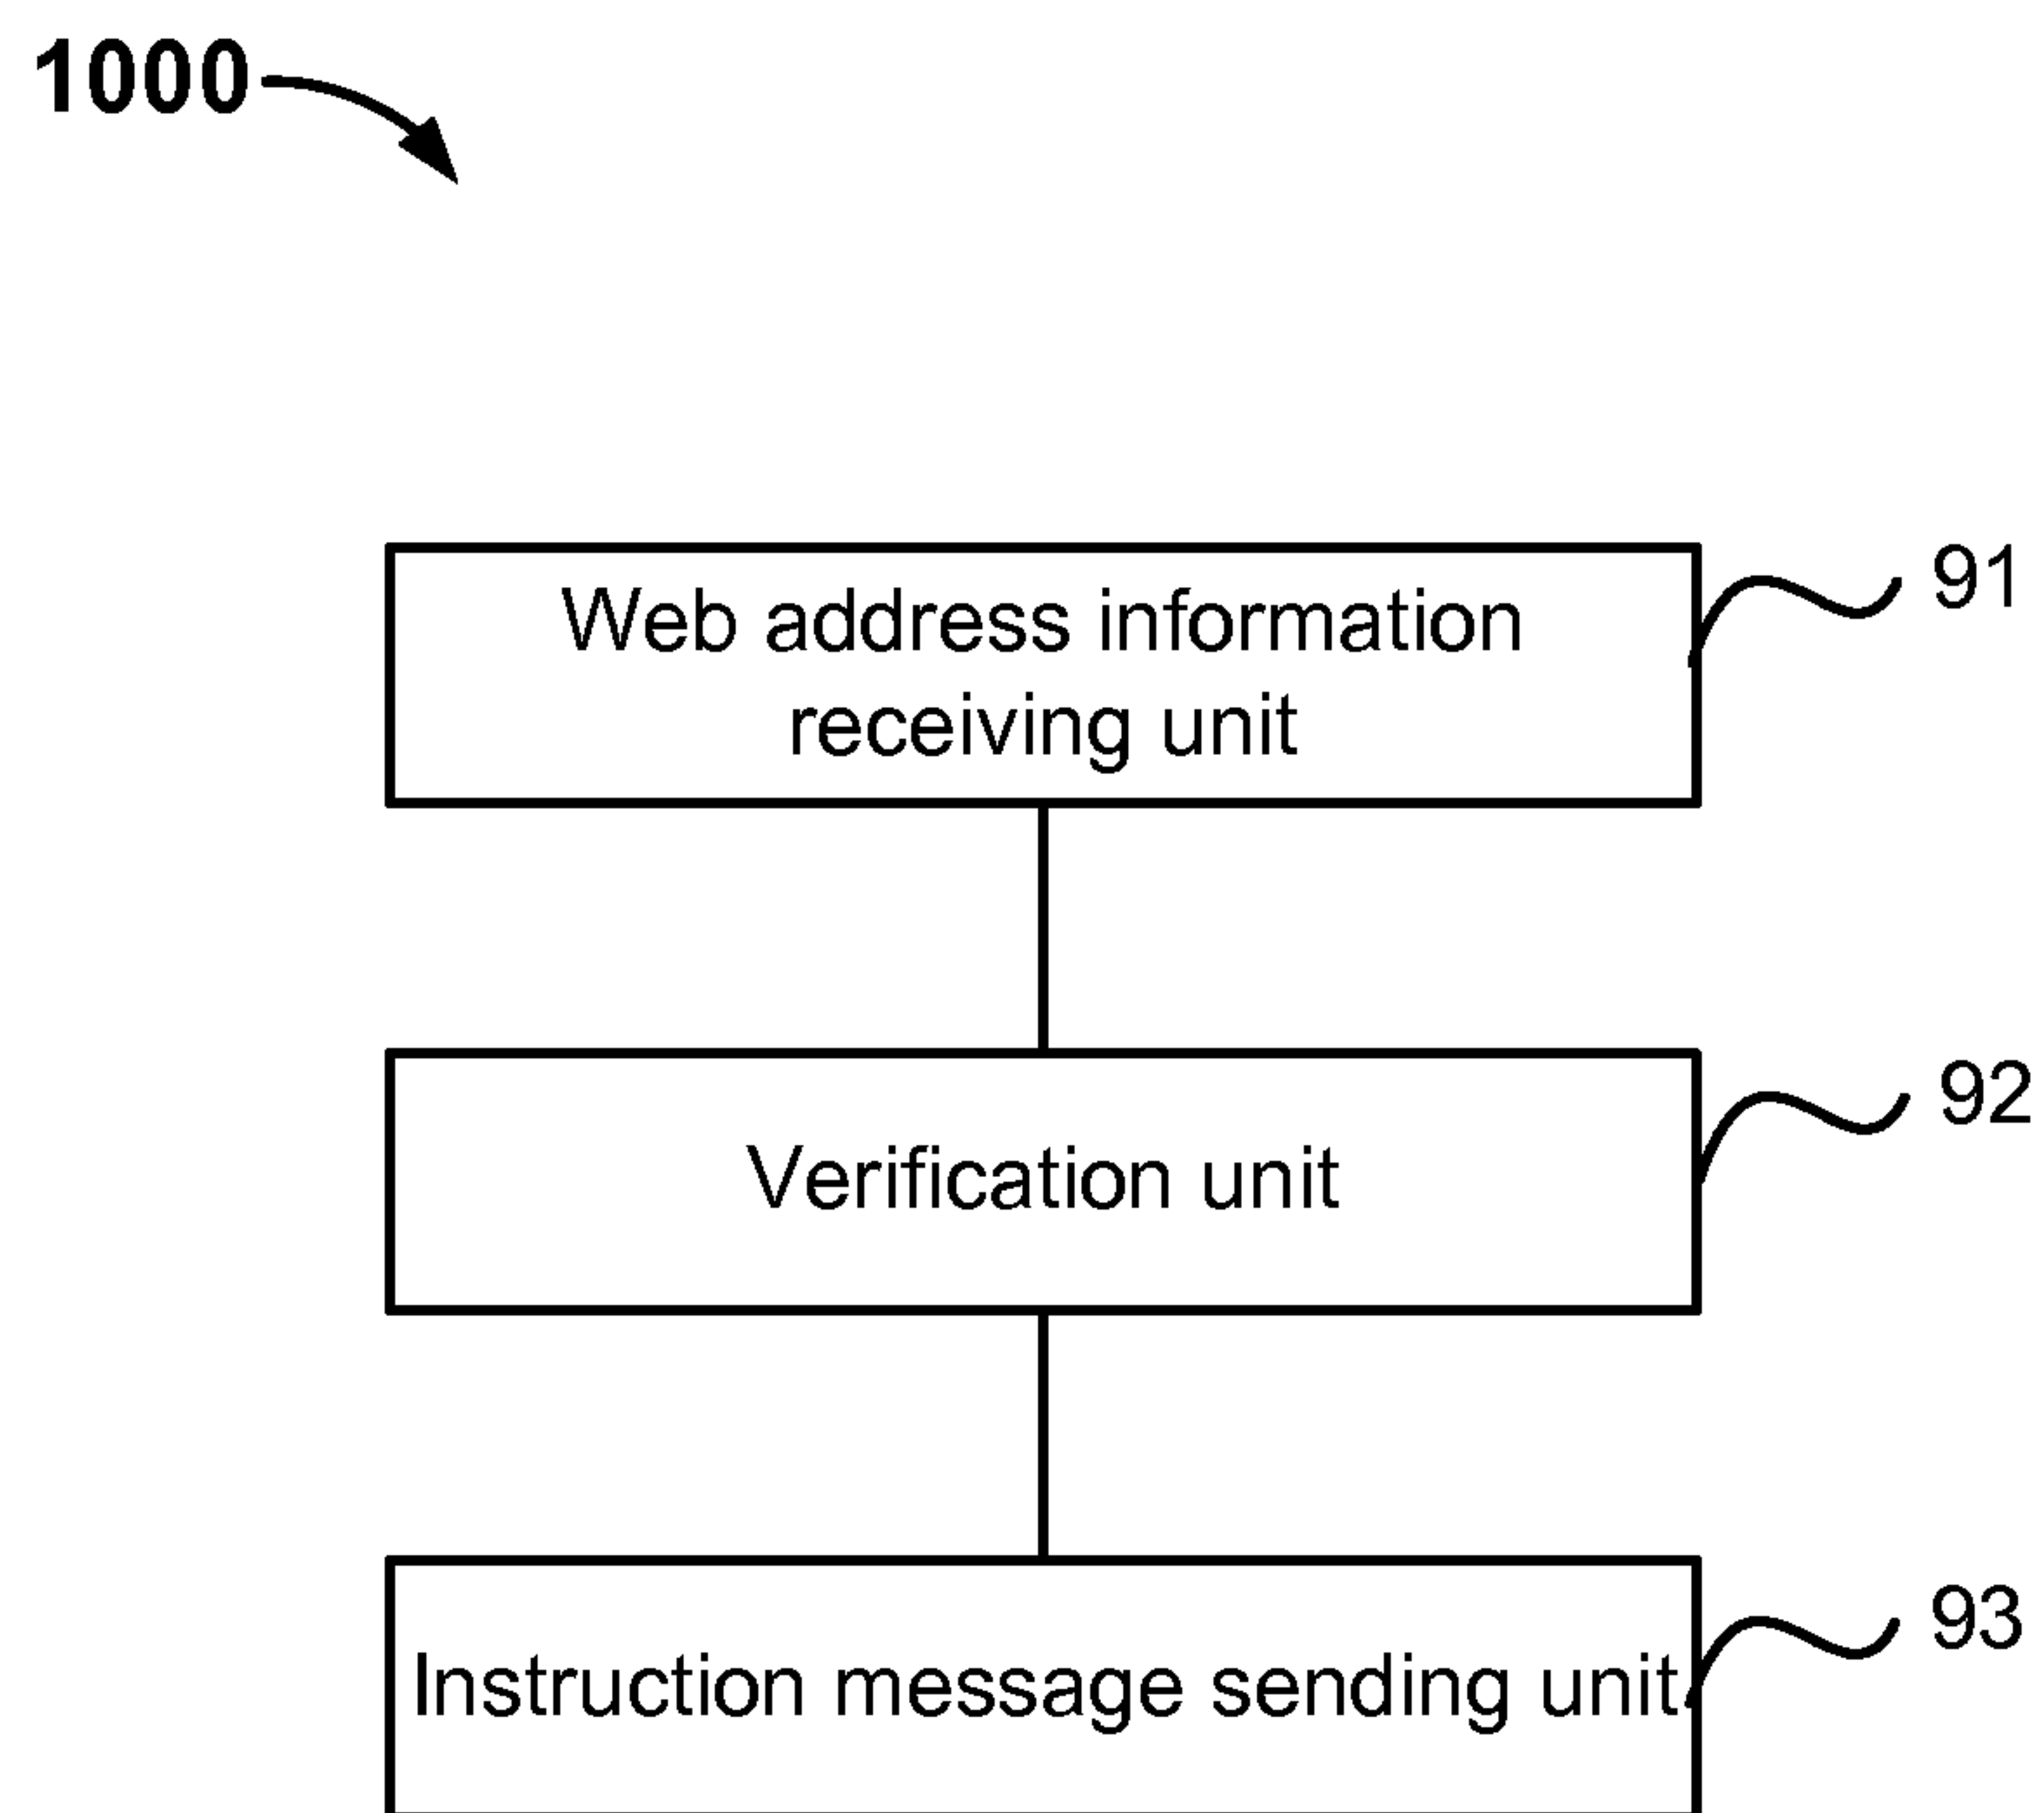 1000
Web address information
receiving unit
91
Verification unit
92
Instruction message sending unit
93